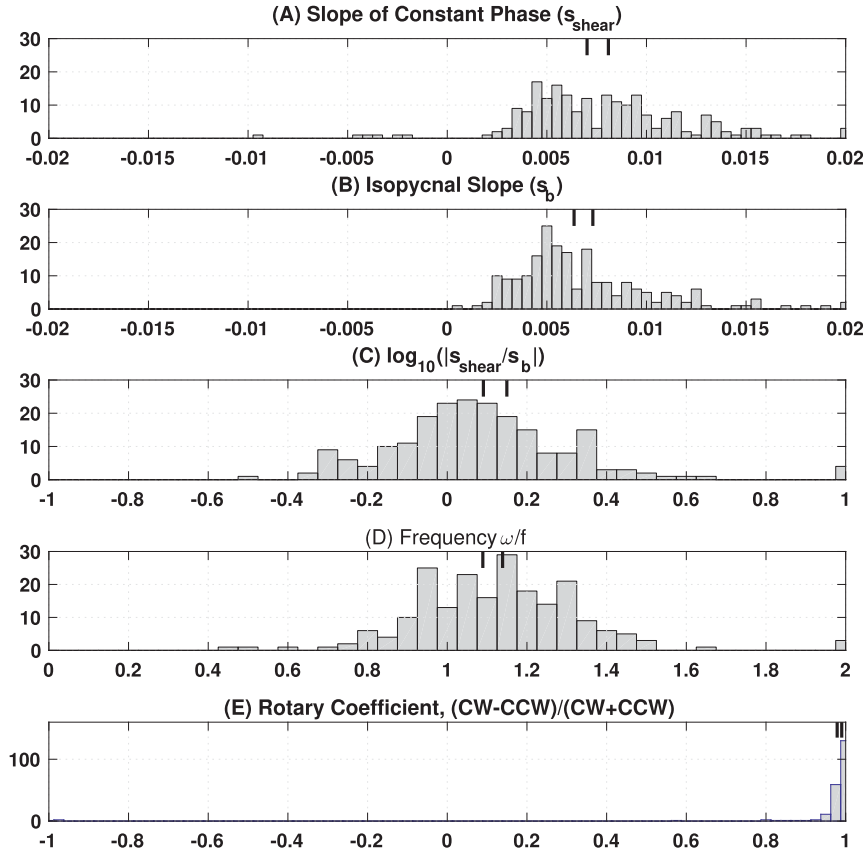 (A) Slope of Constant Phase (s_shear)
30
20
10
0
-0.02 -0.015 -0.01 -0.005 0 0.005 0.01 0.015 0.02
(B) Isopycnal Slope (s_b)
30
20
10
0
-0.02 -0.015 -0.01 -0.005 0 0.005 0.01 0.015 0.02
(C) log_10(|s_shear/s_b|)
30
20
10
0
-1 -0.8 -0.6 -0.4 -0.2 0 0.2 0.4 0.6 0.8 1
(D) Frequency ω/f
30
20
10
0
0 0.2 0.4 0.6 0.8 1 1.2 1.4 1.6 1.8 2
(E) Rotary Coefficient, (CW-CCW)/(CW+CCW)
100
0
-1 -0.8 -0.6 -0.4 -0.2 0 0.2 0.4 0.6 0.8 1